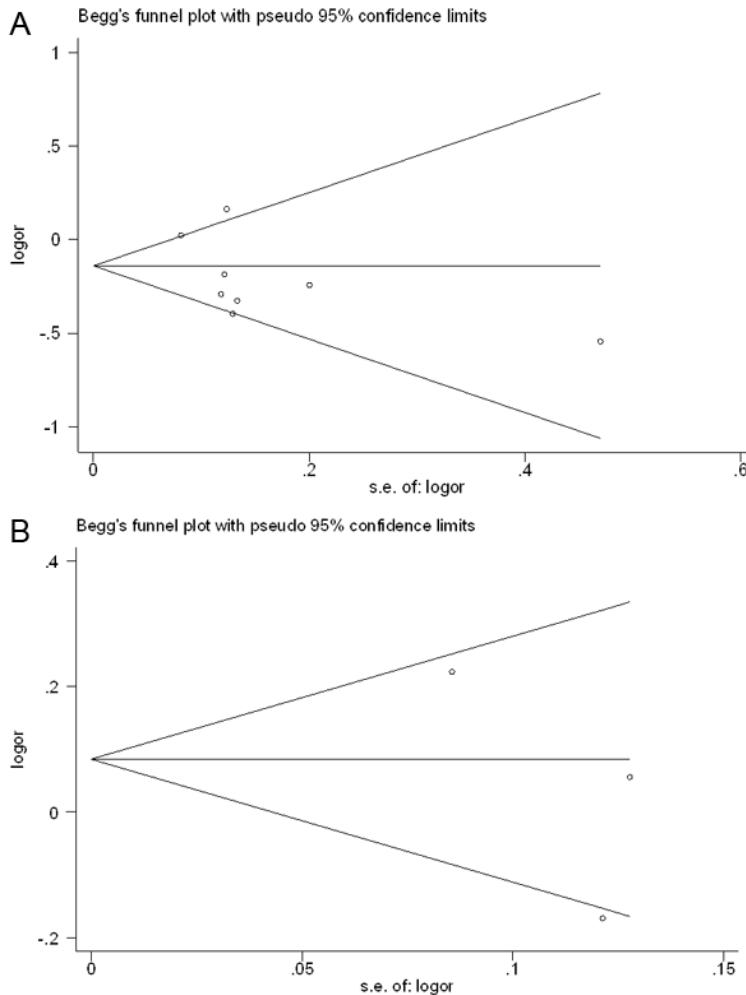 A
Begg's funnel plot with pseudo 95% confidence limits
1
.5
0
-.5
-1
logor
0
.2
.4
.6
s.e. of: logor
B
Begg's funnel plot with pseudo 95% confidence limits
.4
.2
0
-.2
logor
0
.05
.1
.15
s.e. of: logor